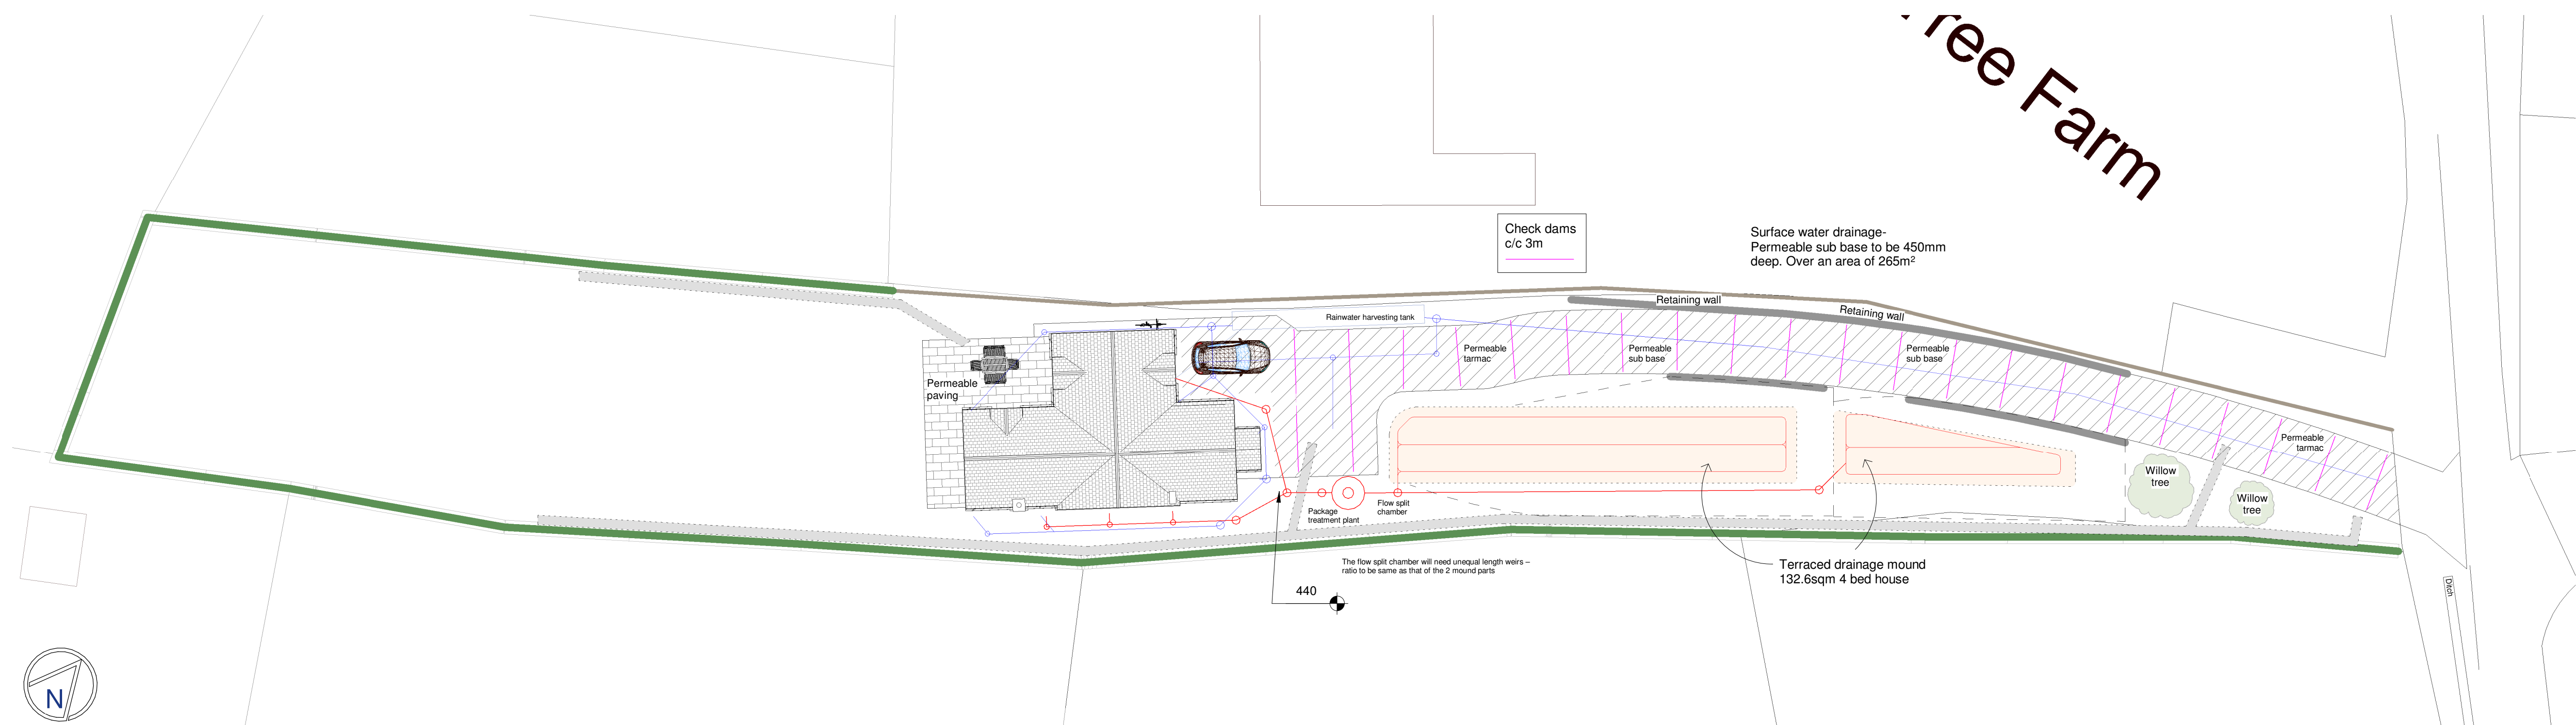 Tree Farm
Check dams
c/c 3m
Surface water drainage-
Permeable sub base to be 450mm
deep. Over an area of 265m²
Retaining wall
Retaining wall
Rainwater harvesting tank
Permeable
tarmac
Permeable
sub base
Permeable
sub base
Permeable
paving
Permeable
tarmac
Willow
tree
Willow
tree
Package
treatment plant
Flow split
chamber
The flow split chamber will need unequal length weirs –
ratio to be same as that of the 2 mound parts
Terraced drainage mound
132.6sqm 4 bed house
440
Ditch
N